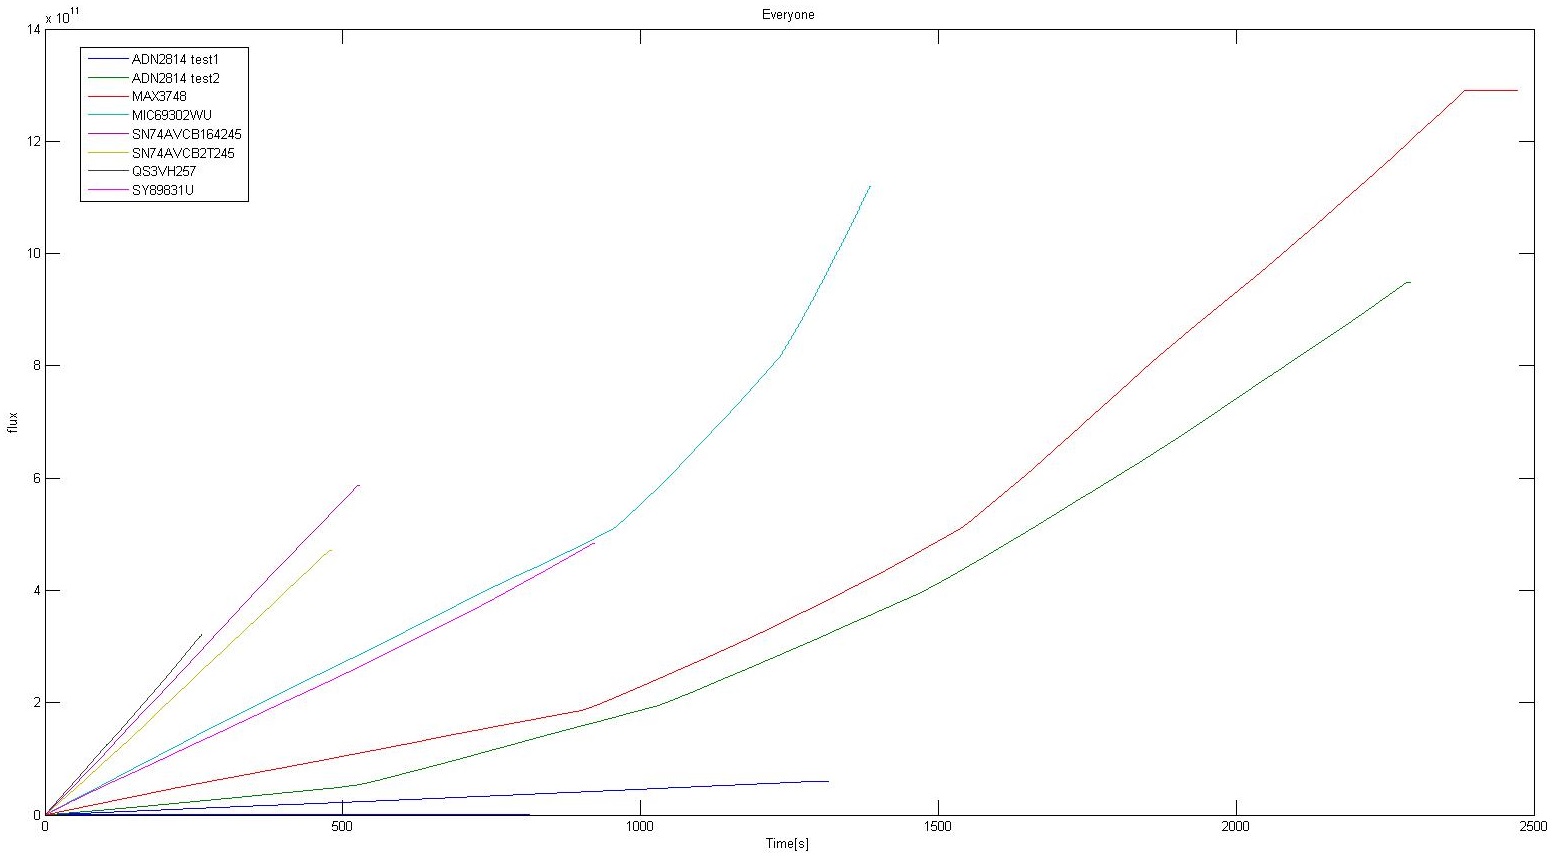 Everyone
x 10^11
14
12
10
8
6
4
2
0
flux
ADN2814 test1
ADN2814 test2
MAX3748
MIC69302WU
SN74AVCB164245
SN74AVCB2T245
QS3VH257
SY89831U
0 500 1000 1500 2000 2500
Time[s]